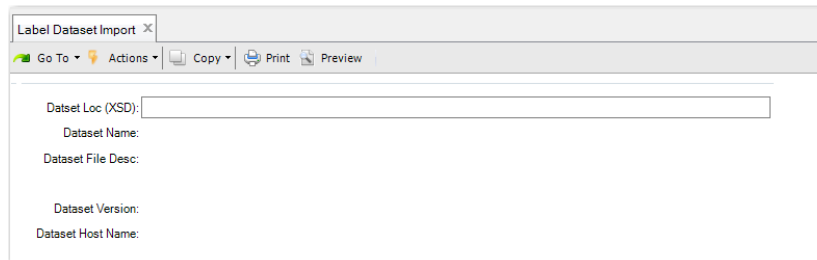 Label Dataset Import X
Go To Actions Copy Print Preview
Datset Loc (XSD):
Dataset Name:
Dataset File Desc:
Dataset Version:
Dataset Host Name: